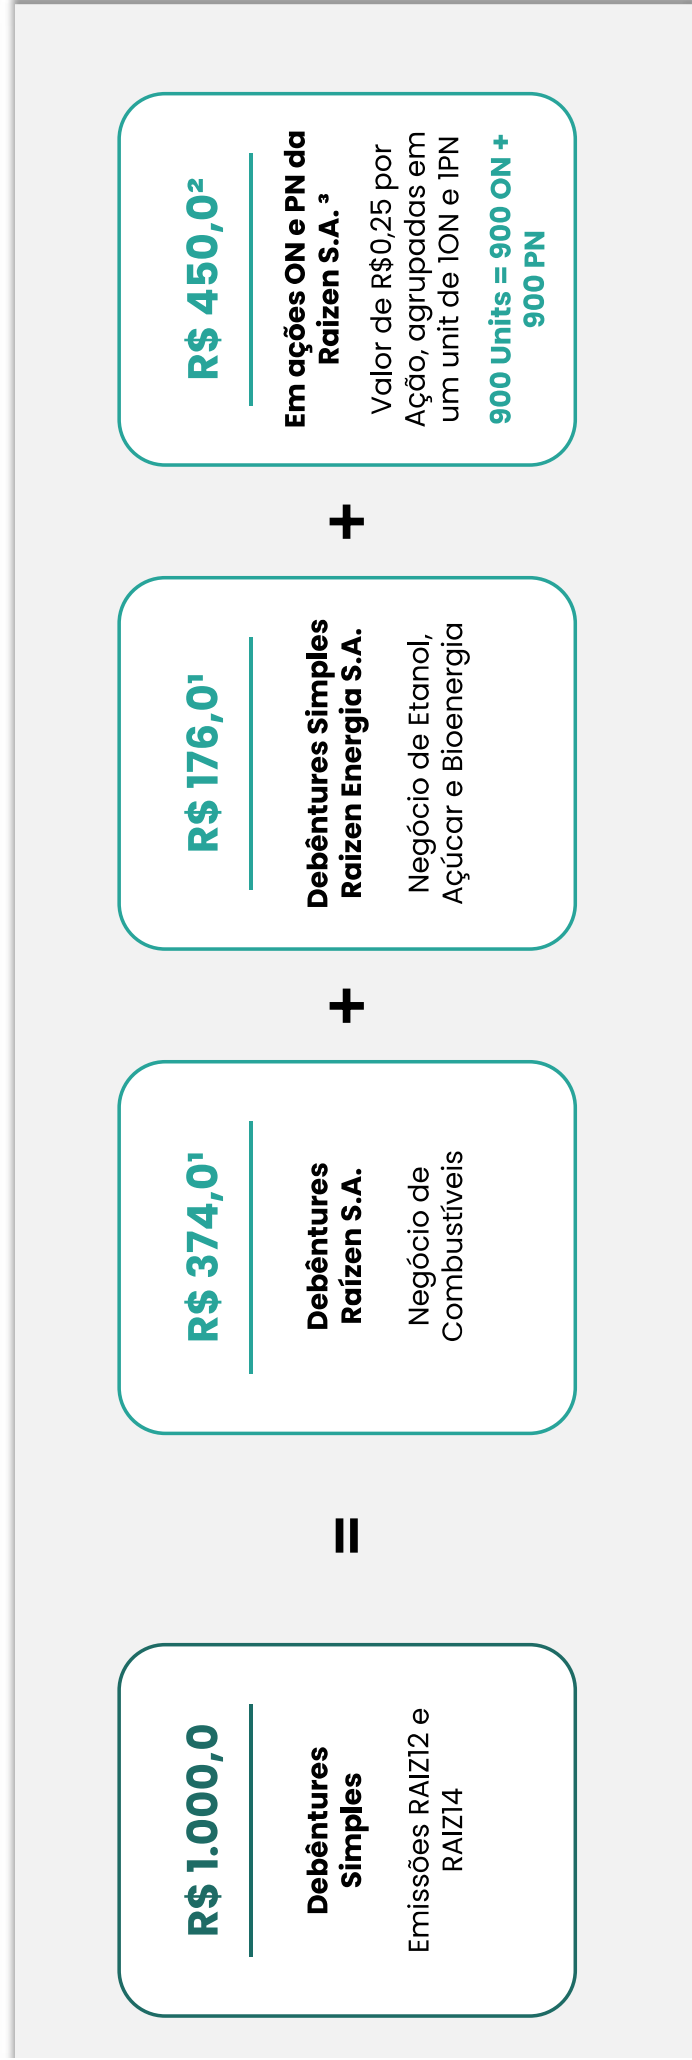 R$ 1.000,0
Debêntures
Simples
Emissões RAIZ12 e
RAIZ14
=
R$ 374,0¹
Debêntures
Raízen S.A.
Negócio de
Combustíveis
+
R$ 176,0¹
Debêntures Simples
Raizen Energia S.A.
Negócio de Etanol,
Açúcar e Bioenergia
+
R$ 450,0²
Em ações ON e PN da
Raizen S.A. ³
Valor de R$0,25 por
Ação, agrupadas em
um unit de 1ON e 1PN
900 Units = 900 ON +
900 PN